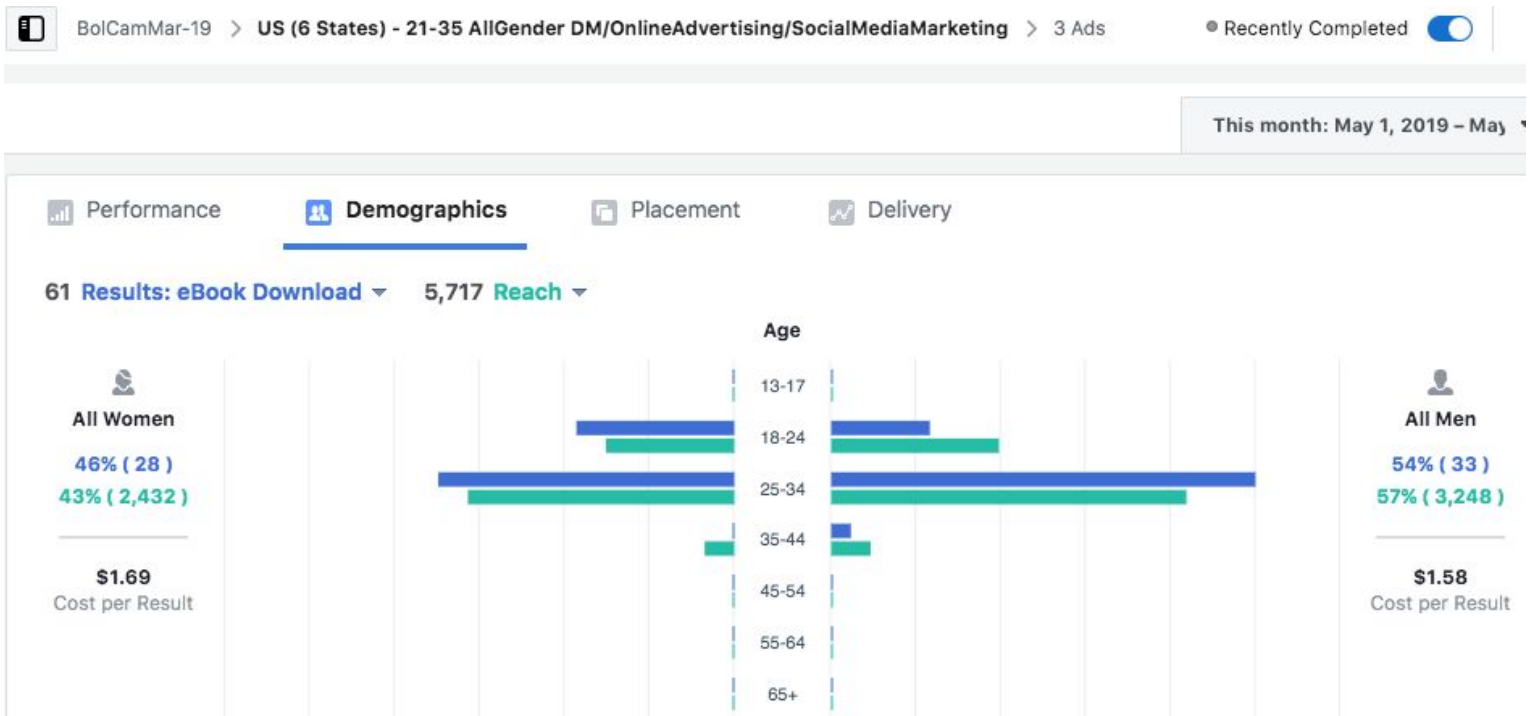 BolCamMar-19 > US (6 States) - 21-35 AllGender DM/OnlineAdvertising/SocialMediaMarketing > 3 Ads
Recently Completed
This month: May 1, 2019 – May
Performance
Demographics
Placement
Delivery
61 Results: eBook Download
5,717 Reach
Age
13-17
18-24
25-34
35-44
45-54
55-64
65+
All Women
46% ( 28 )
43% ( 2,432 )
$1.69
Cost per Result
All Men
54% ( 33 )
57% ( 3,248 )
$1.58
Cost per Result